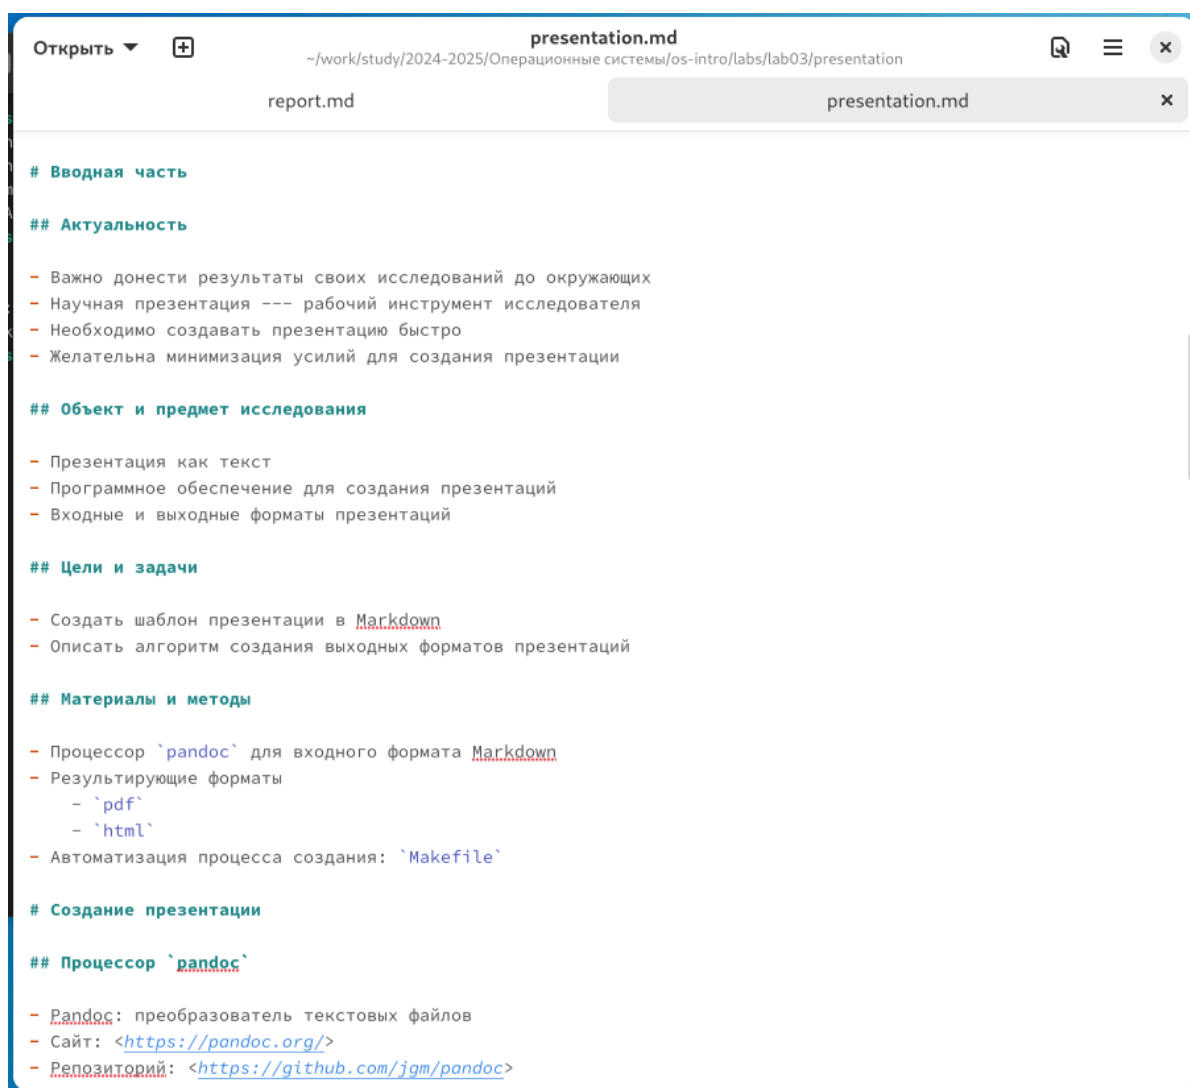 Открыть
presentation.md
~/work/study/2024-2025/Операционные системы/os-intro/labs/lab03/presentation
report.md
presentation.md
# Вводная часть
## Актуальность
- Важно донести результаты своих исследований до окружающих
- Научная презентация --- рабочий инструмент исследователя
- Необходимо создавать презентацию быстро
- Желательна минимизация усилий для создания презентации
## Объект и предмет исследования
- Презентация как текст
- Программное обеспечение для создания презентаций
- Входные и выходные форматы презентаций
## Цели и задачи
- Создать шаблон презентации в Markdown
- Описать алгоритм создания выходных форматов презентаций
## Материалы и методы
- Процессор `pandoc` для входного формата Markdown
- Результирующие форматы
    - `pdf`
    - `html`
- Автоматизация процесса создания: `Makefile`
# Создание презентации
## Процессор `pandoc`
- Pandoc: преобразователь текстовых файлов
- Сайт: <https://pandoc.org/>
- Репозиторий: <https://github.com/jgm/pandoc>